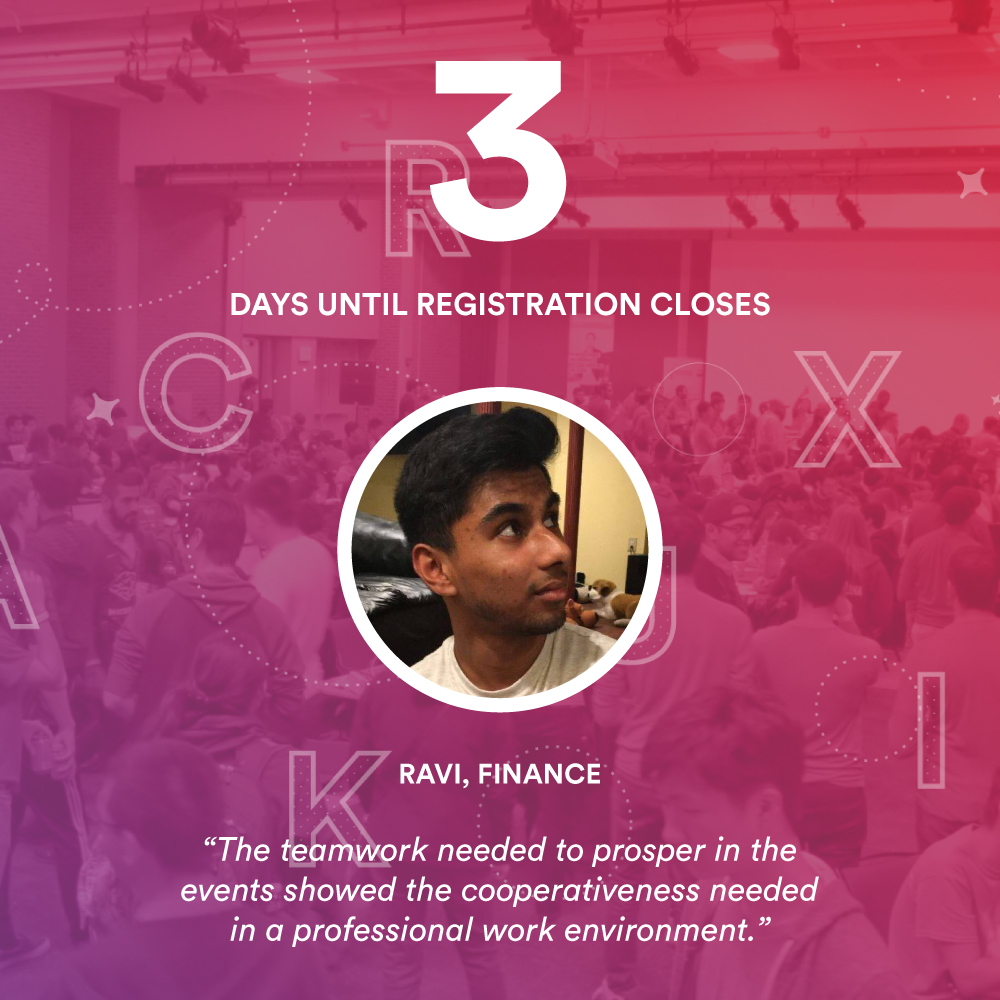 3
R
DAYS UNTIL REGISTRATION CLOSES
C
X
A
U
I
RAVI, FINANCE
K
“The teamwork needed to prosper in the
events showed the cooperativeness needed
in a professional work environment.”